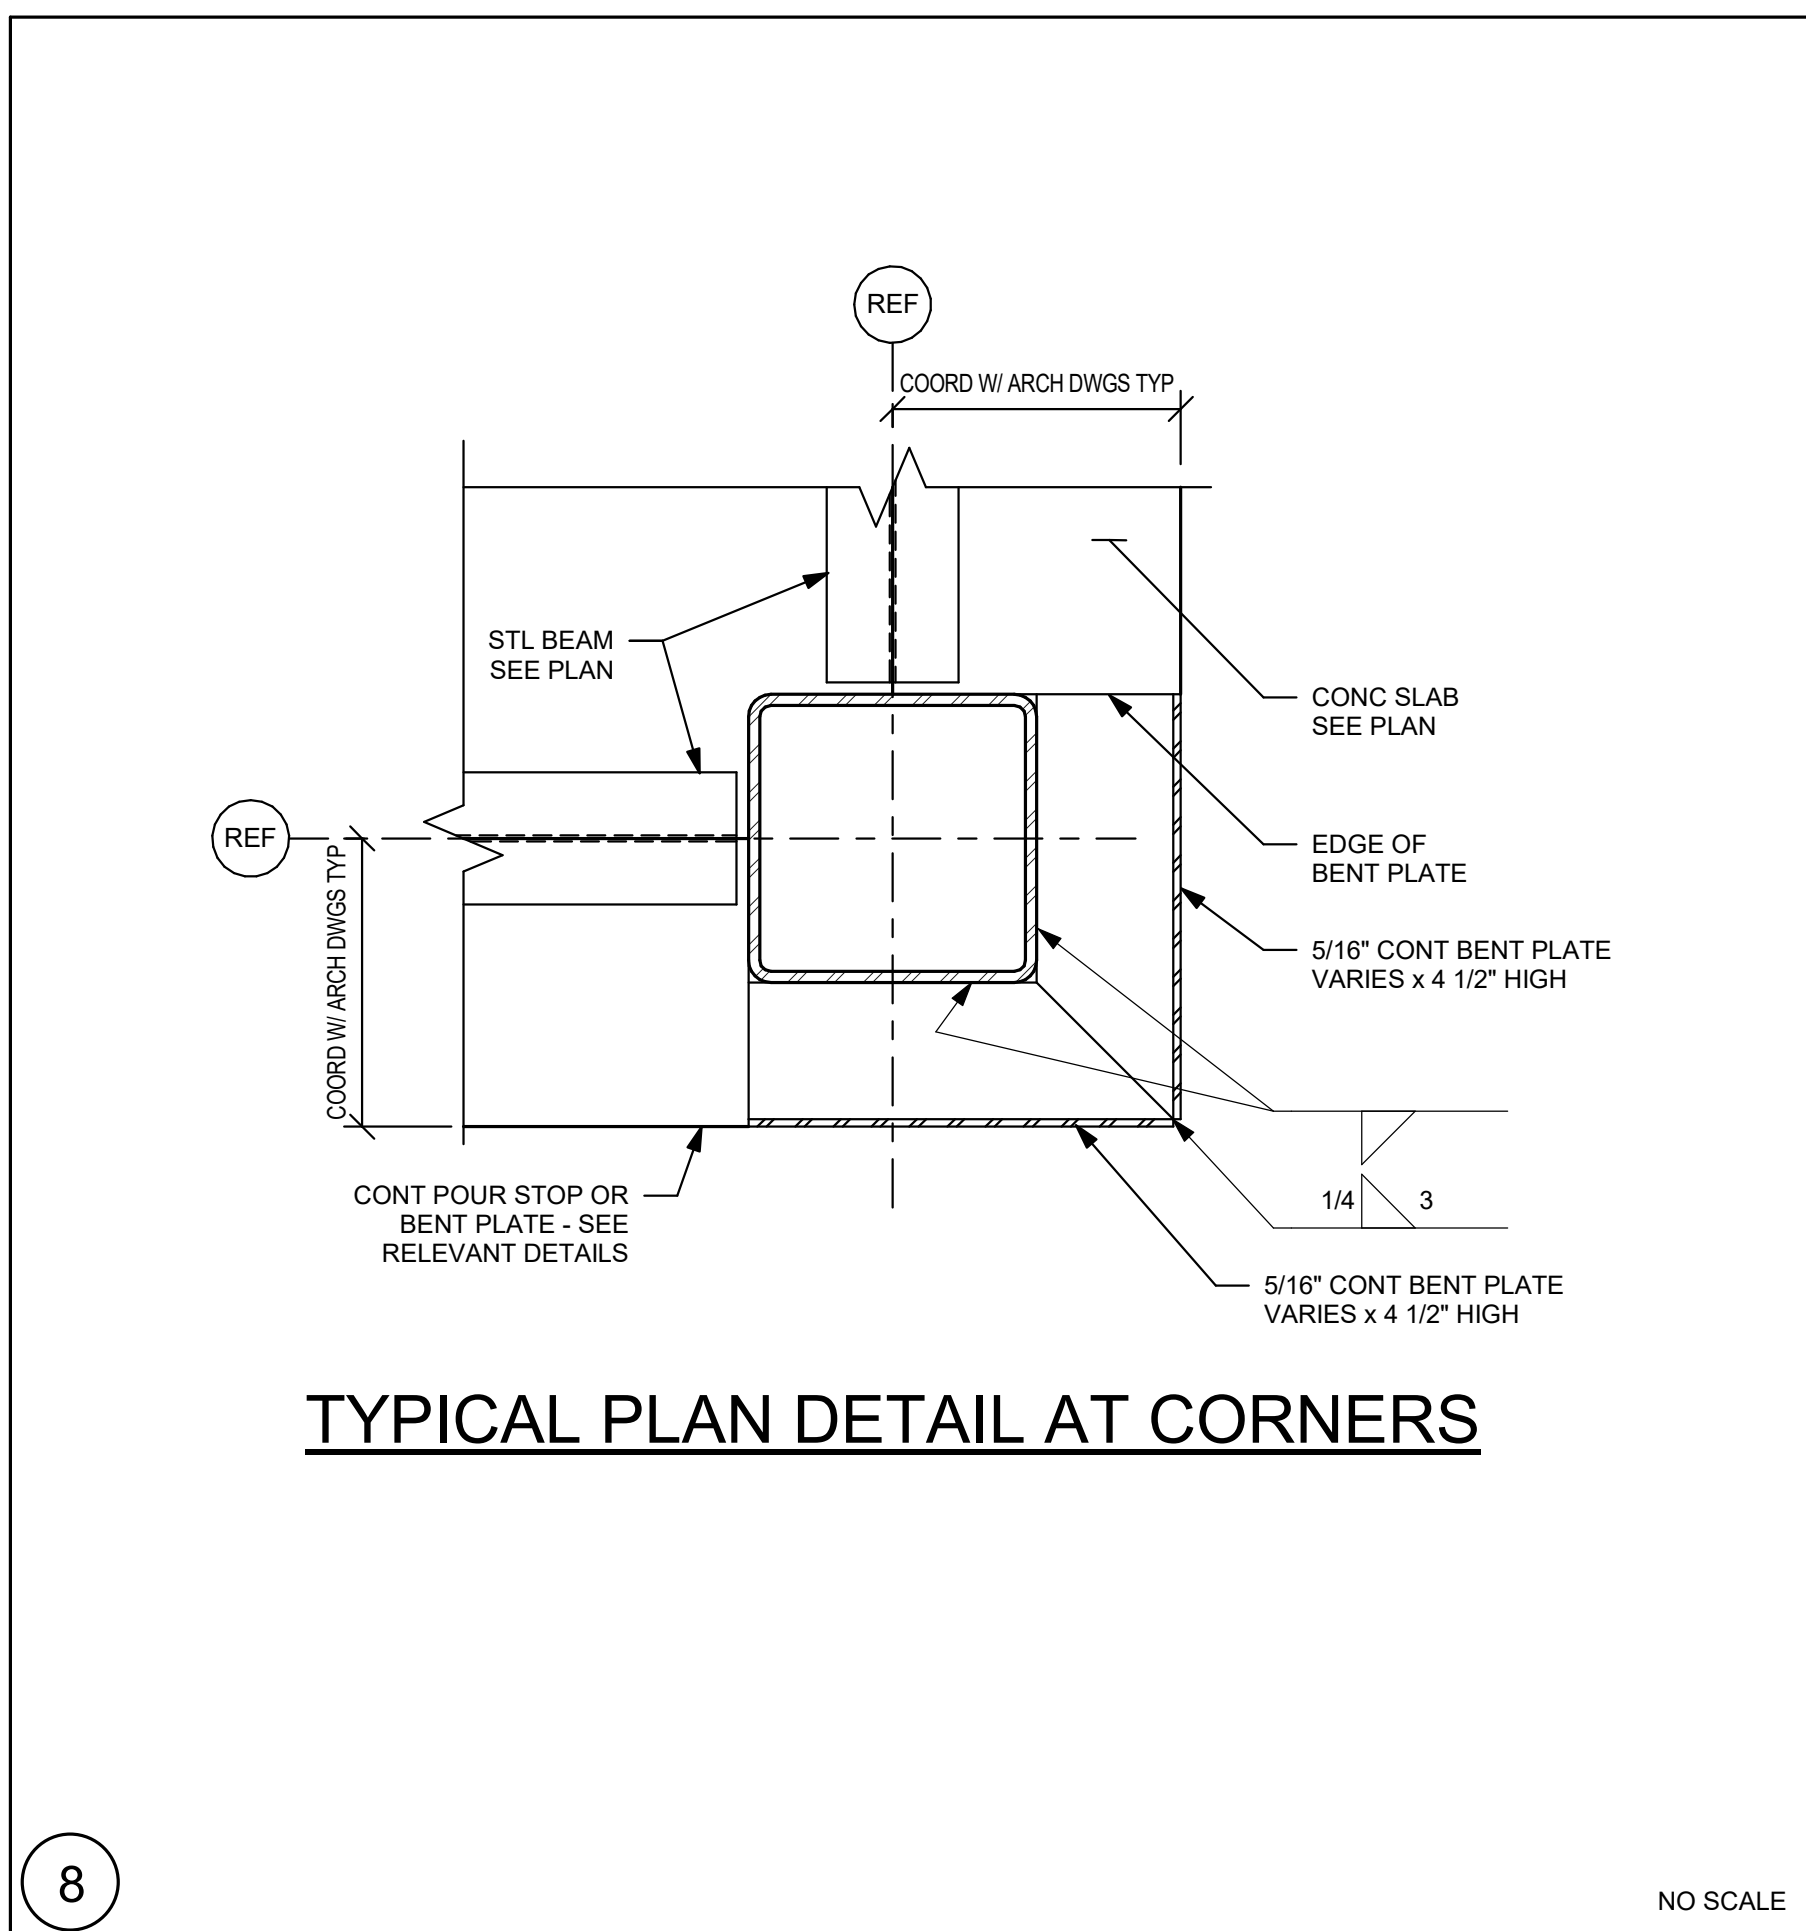 REF
COORD W/ ARCH DWGS TYP
STL BEAM
SEE PLAN
CONC SLAB
SEE PLAN
REF
COORD W/ ARCH DWGS TYP
EDGE OF
BENT PLATE
5/16" CONT BENT PLATE
VARIES x 4 1/2" HIGH
CONT POUR STOP OR
BENT PLATE - SEE
RELEVANT DETAILS
1/4 3
5/16" CONT BENT PLATE
VARIES x 4 1/2" HIGH
TYPICAL PLAN DETAIL AT CORNERS
8
NO SCALE